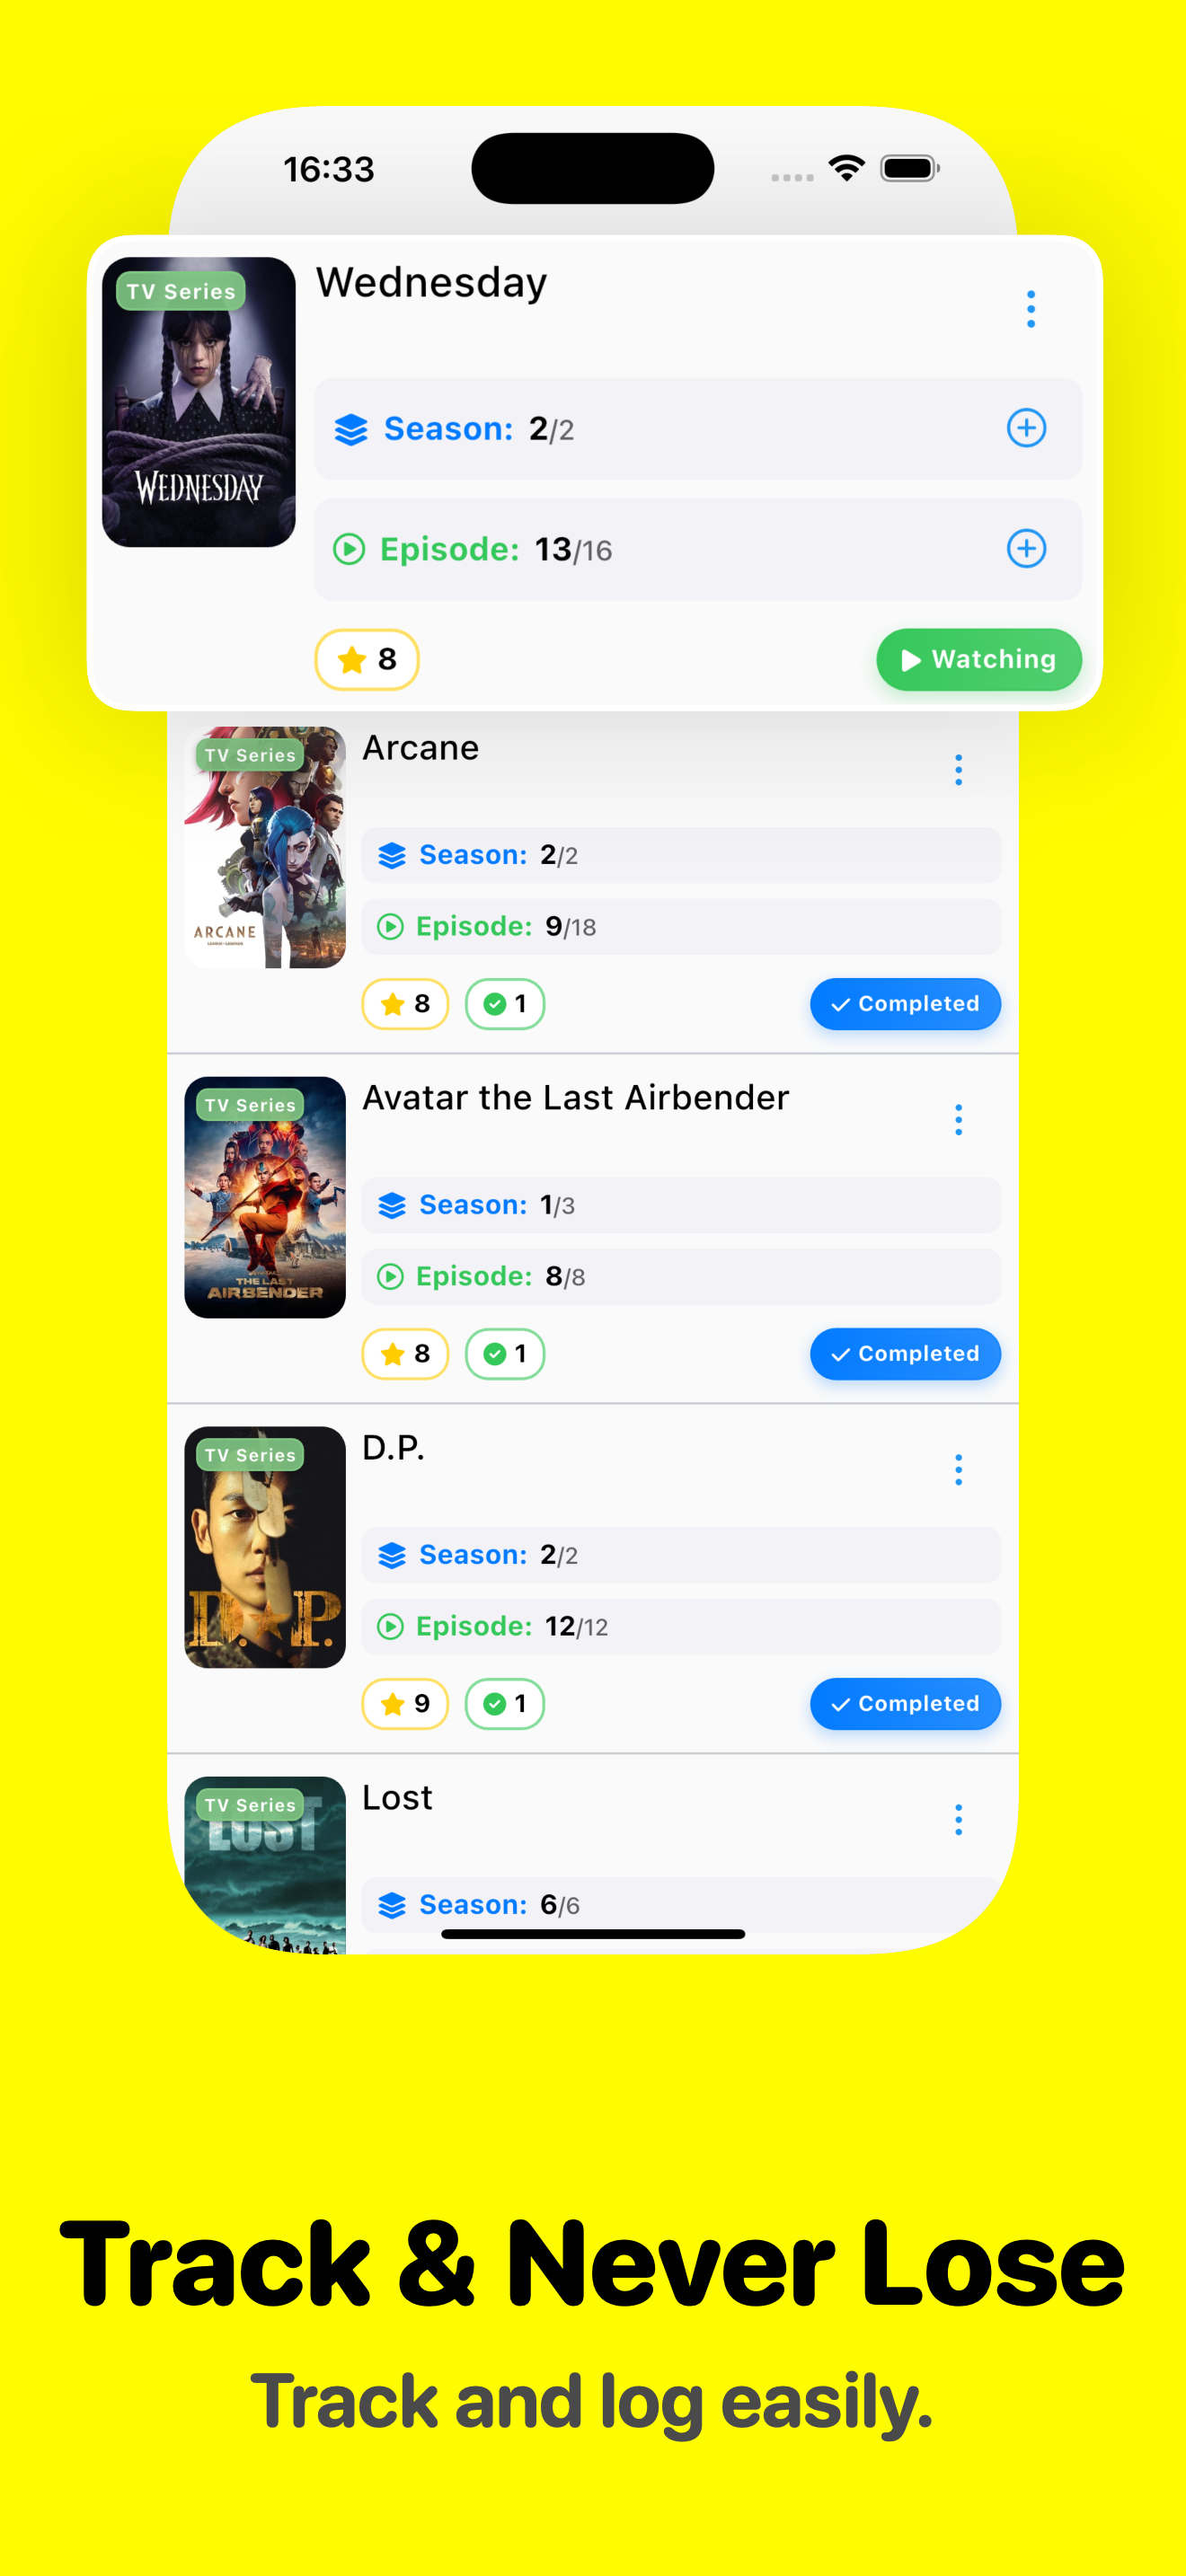 16:33
TV Series
Wednesday
WEDNESDAY
Season: 2/2
Episode: 13/16
8
Watching
TV Series
Arcane
ARCANE
Season: 2/2
Episode: 9/18
8
1
Completed
TV Series
Avatar the Last Airbender
THE LAST
AIRBENDER
Season: 1/3
Episode: 8/8
8
1
Completed
TV Series
D.P.
D.P.
Season: 2/2
Episode: 12/12
9
1
Completed
TV Series
LOST
Lost
Season: 6/6
Track & Never Lose
Track and log easily.